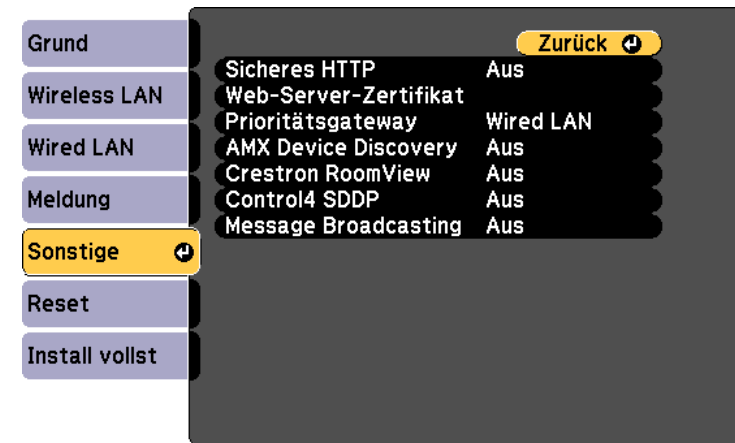 Grund
Wireless LAN
Wired LAN
Meldung
Sonstige
Reset
Install vollst
Zurück
Sicheres HTTP Aus
Web-Server-Zertifikat
Prioritätsgateway Wired LAN
AMX Device Discovery Aus
Crestron RoomView Aus
Control4 SDDP Aus
Message Broadcasting Aus